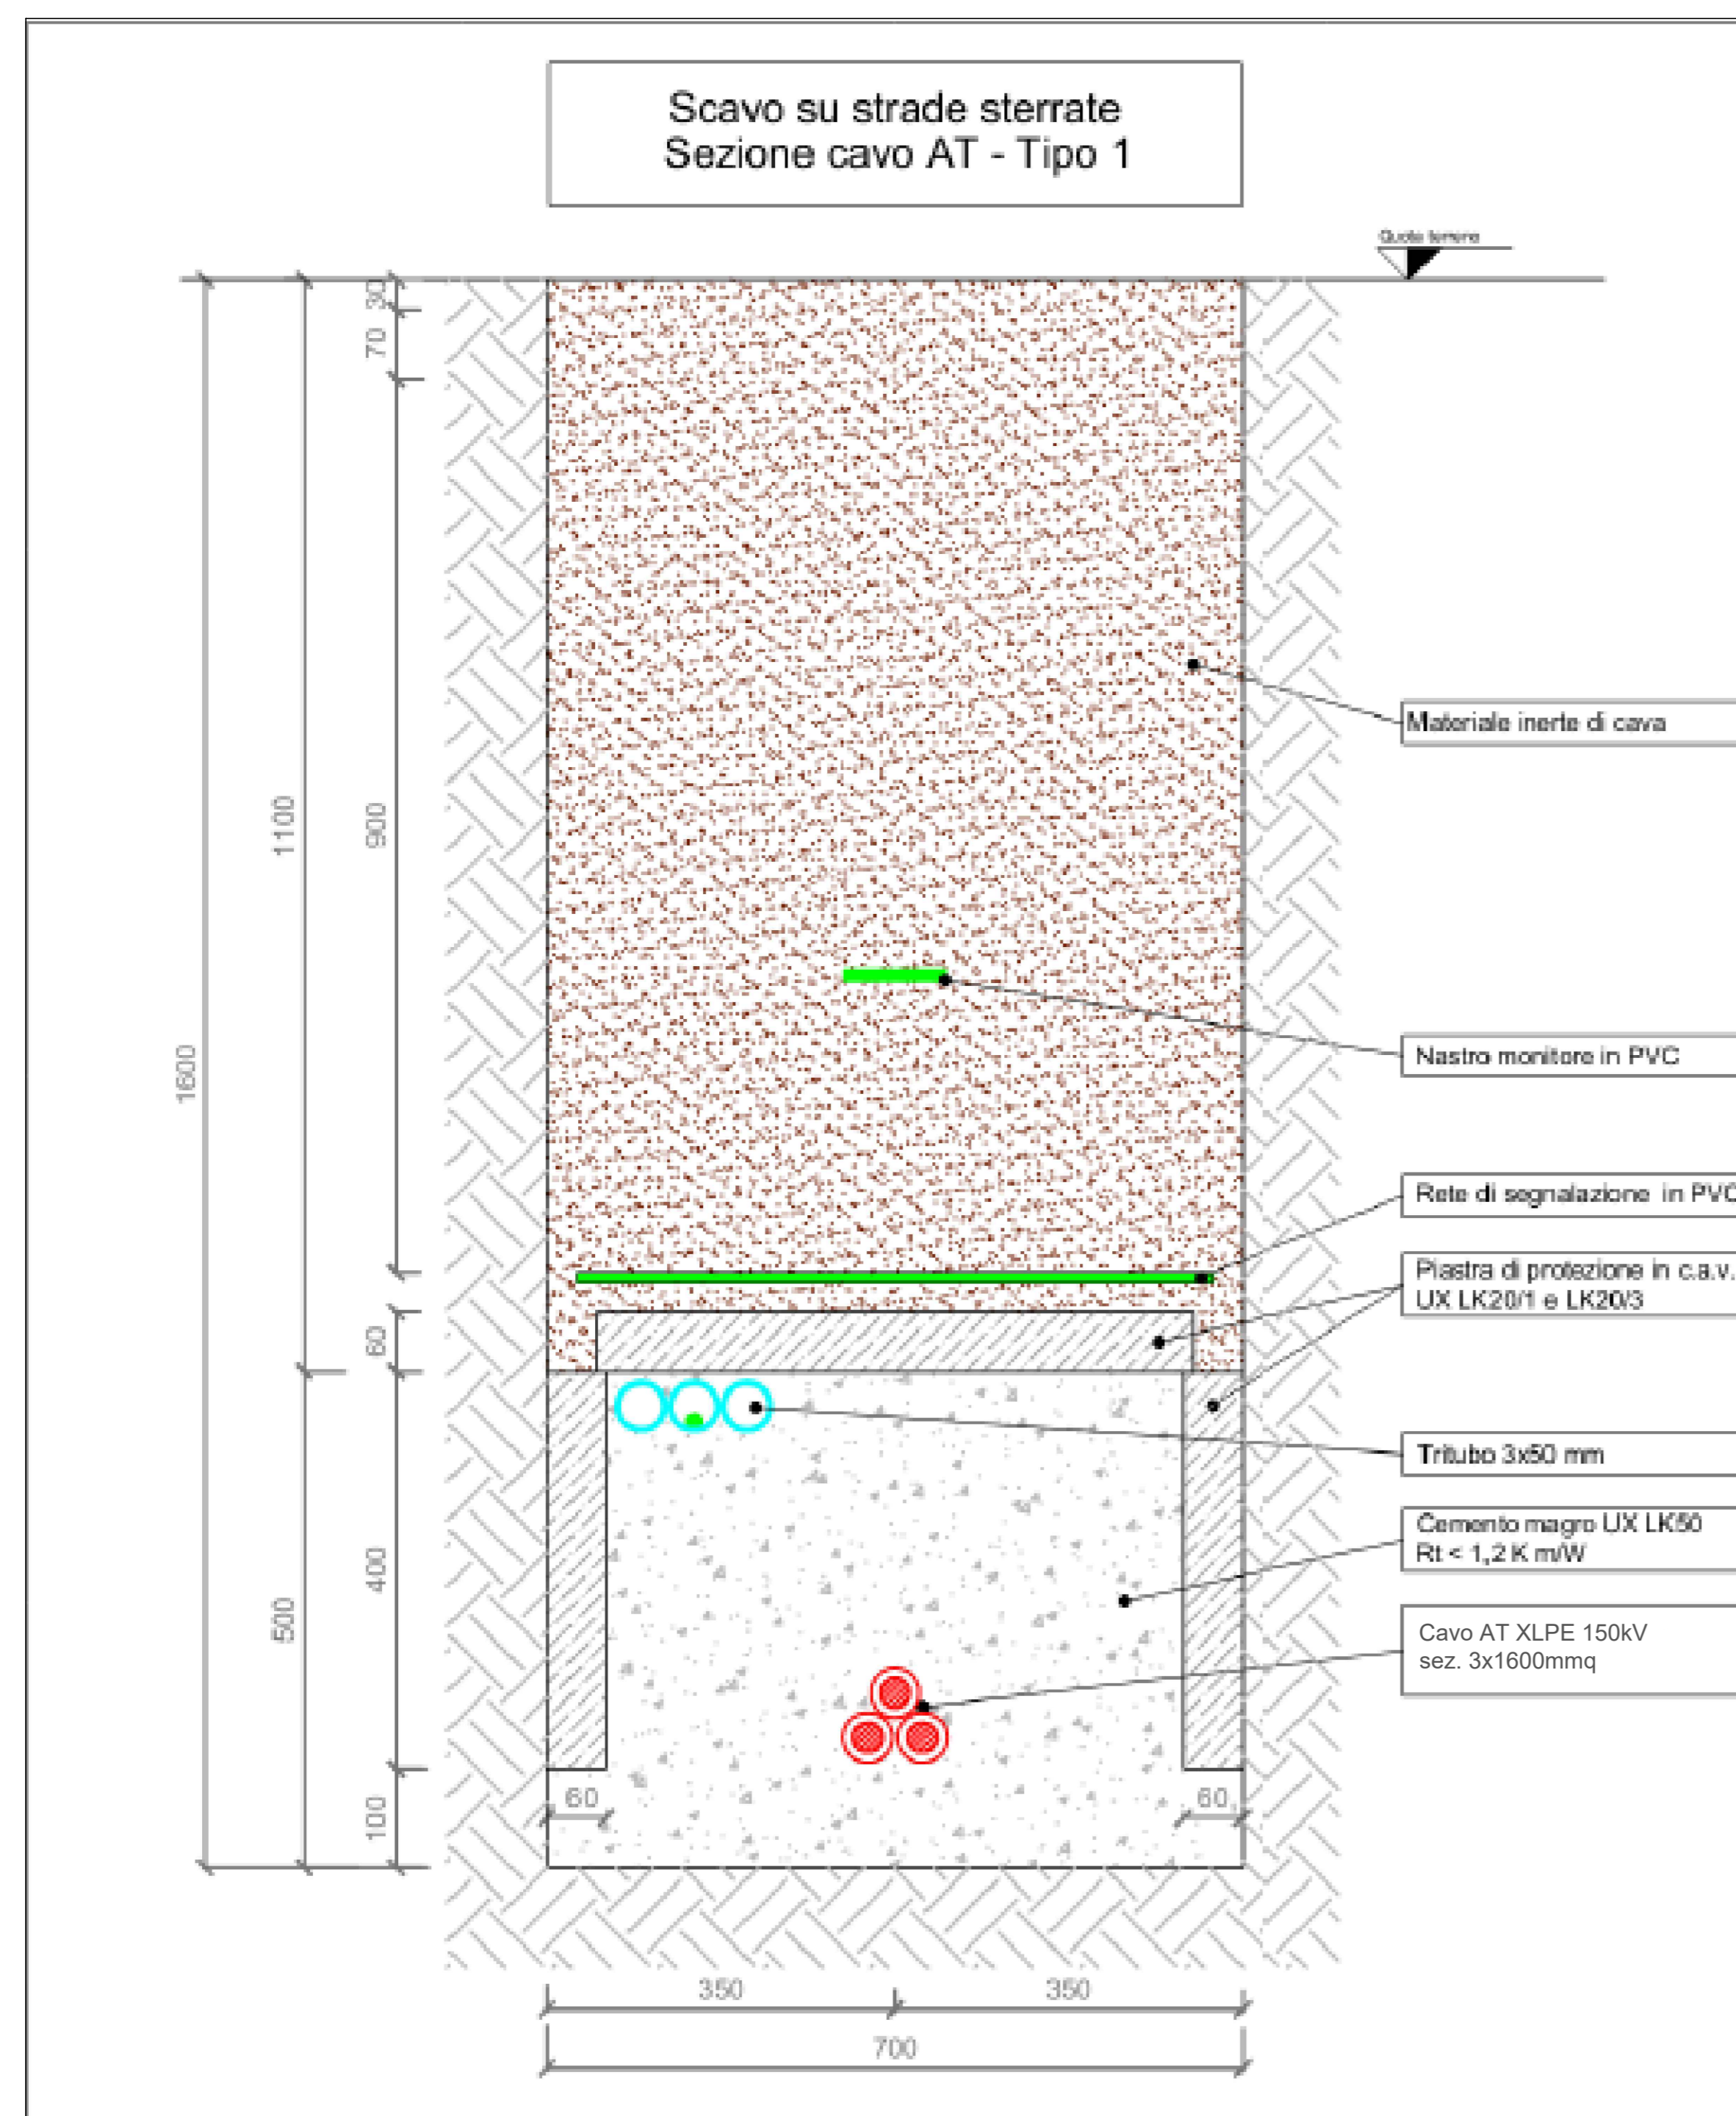 Scavo su strade sterrate
Sezione cavo AT - Tipo 1
Quota terreno
30
70
1100
900
1600
60
400
500
100
Materiale inerte di cava
Nastro monitore in PVC
Rete di segnalazione in PVC
Piastra di protezione in c.a.v.
UX LK20/1 e LK20/3
Tritubo 3x50 mm
Cemento magro UX LK50
Rt < 1,2 K m/W
Cavo AT XLPE 150kV
sez. 3x1600mmq
60
60
350
350
700